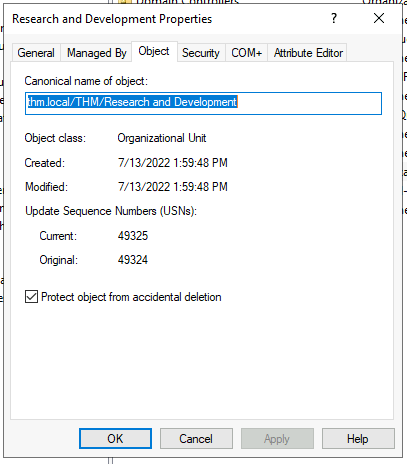 Domain Controllers
Organiza
Research and Development Properties
?
General Managed By Object Security COM+ Attribute Editor
Canonical name of object:
thm.local/THM/Research and Development
Object class: Organizational Unit
Created: 7/13/2022 1:59:48 PM
Modified: 7/13/2022 1:59:48 PM
Update Sequence Numbers (USNs):
Current: 49325
Original: 49324
Protect object from accidental deletion
OK Cancel Apply Help